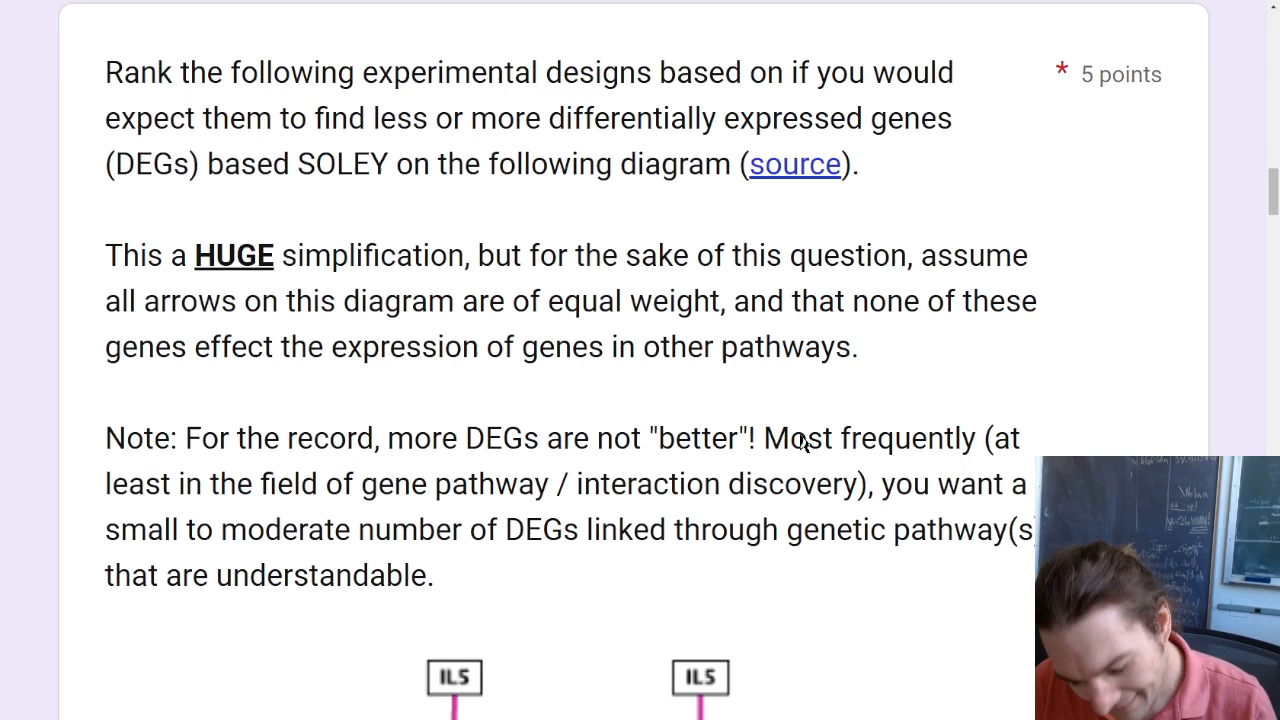 Rank the following experimental designs based on if you would
* 5 points
expect them to find less or more differentially expressed genes
(DEGs) based SOLEY on the following diagram (source).
This a HUGE simplification, but for the sake of this question, assume
all arrows on this diagram are of equal weight, and that none of these
genes effect the expression of genes in other pathways.
Note: For the record, more DEGs are not "better"! Most frequently (at
least in the field of gene pathway / interaction discovery), you want a
small to moderate number of DEGs linked through genetic pathway(s
that are understandable.
IL5 IL5